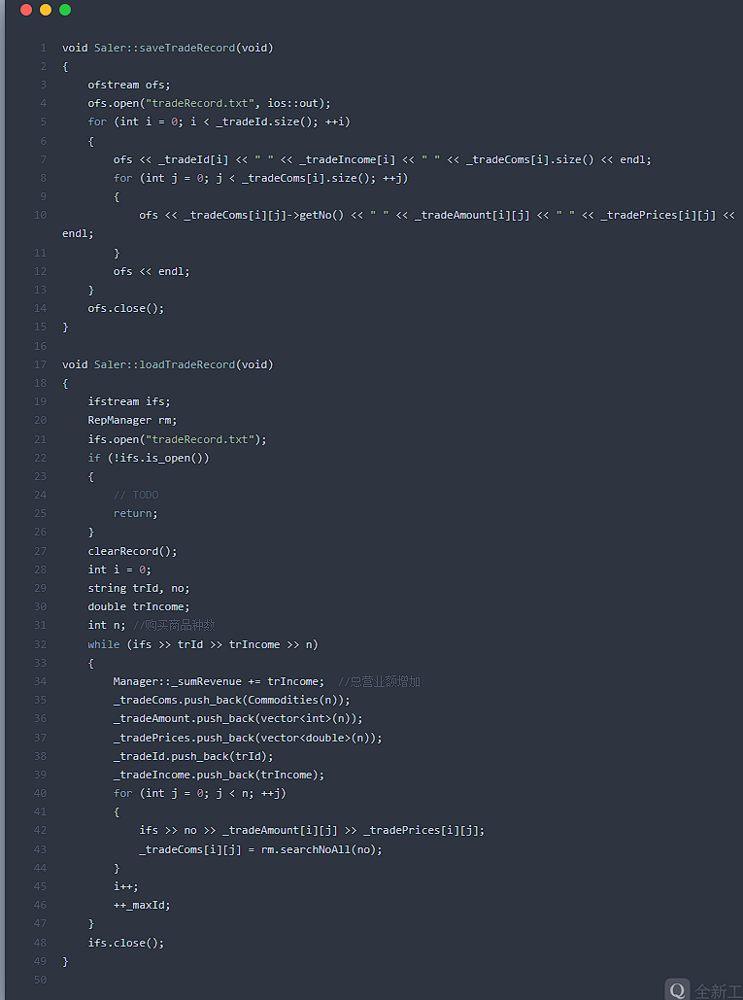 1 void Saler::saveTradeRecord(void)
2 {
3 ofstream ofs;
4 ofs.open("tradeRecord.txt", ios::out);
5 for (int i = 0; i < _tradeId.size(); ++i)
6 {
7 ofs << _tradeId[i] << " " << _tradeIncome[i] << " " << _tradeComs[i].size() << endl;
8 for (int j = 0; j < _tradeComs[i].size(); ++j)
9 {
10 ofs << _tradeComs[i][j]->getNo() << " " << _tradeAmount[i][j] << " " << _tradePrices[i][j] <<
endl;
11 }
12 ofs << endl;
13 }
14 ofs.close();
15 }
16
17 void Saler::loadTradeRecord(void)
18 {
19 ifstream ifs;
20 RepManager rm;
21 ifs.open("tradeRecord.txt");
22 if (!ifs.is_open())
23 {
24 // TODO
25 return;
26 }
27 clearRecord();
28 int i = 0;
29 string trId, no;
30 double trIncome;
31 int n; //购买商品种数
32 while (ifs >> trId >> trIncome >> n)
33 {
34 Manager::_sumRevenue += trIncome; //总营业额增加
35 _tradeComs.push_back(Commodities(n));
36 _tradeAmount.push_back(vector<int>(n));
37 _tradePrices.push_back(vector<double>(n));
38 _tradeId.push_back(trId);
39 _tradeIncome.push_back(trIncome);
40 for (int j = 0; j < n; ++j)
41 {
42 ifs >> no >> _tradeAmount[i][j] >> _tradePrices[i][j];
43 _tradeComs[i][j] = rm.searchNoAll(no);
44 }
45 i++;
46 ++_maxId;
47 }
48 ifs.close();
49 }
50
Q 全新工